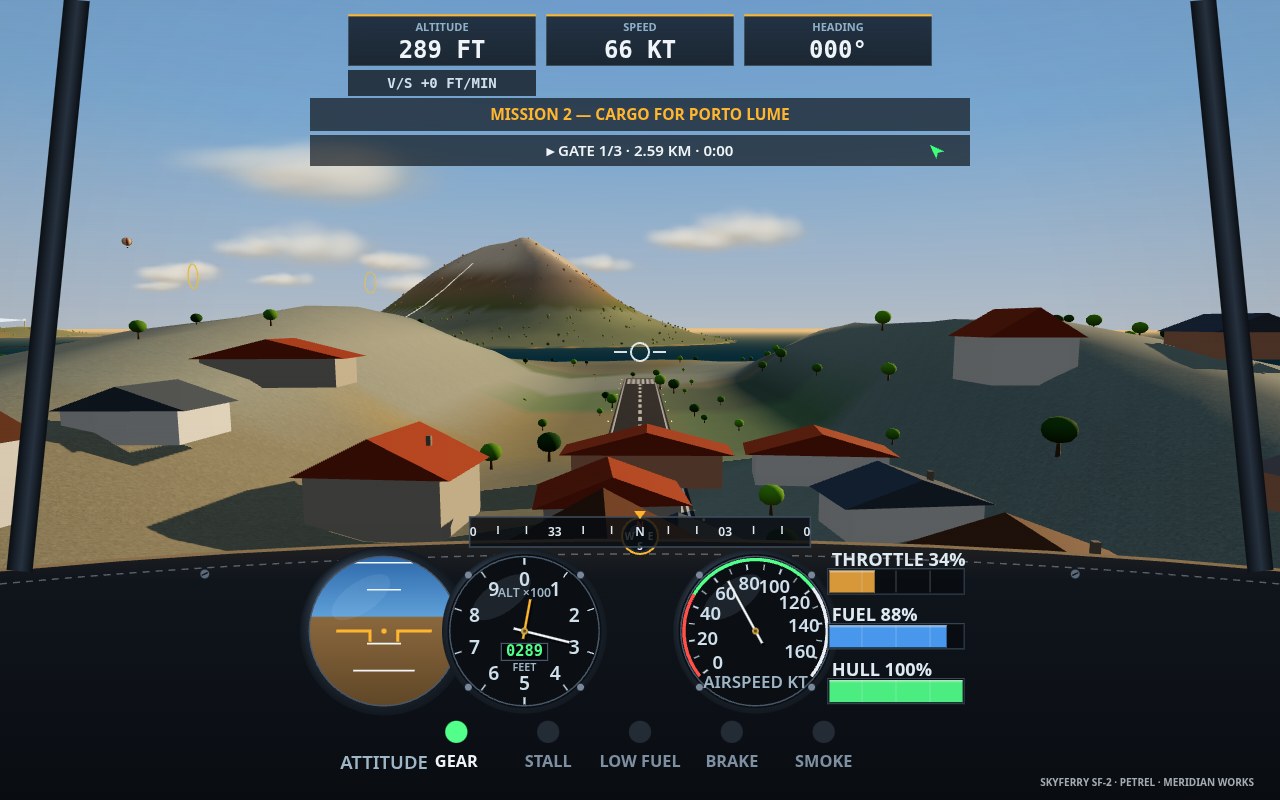 ALTITUDE
289 FT
SPEED
66 KT
HEADING
000°
V/S +0 FT/MIN
MISSION 2 — CARGO FOR PORTO LUME
▸ GATE 1/3 · 2.59 KM · 0:00
0 33 N 03 0
W E
S
0 1 2 3 4 5 6 7 8 9
ALT ×100
0289
FEET
0 20 40 60 80 100 120 140 160
AIRSPEED KT
THROTTLE 34%
FUEL 88%
HULL 100%
ATTITUDE
GEAR
STALL
LOW FUEL
BRAKE
SMOKE
SKYFERRY SF-2 · PETREL · MERIDIAN WORKS